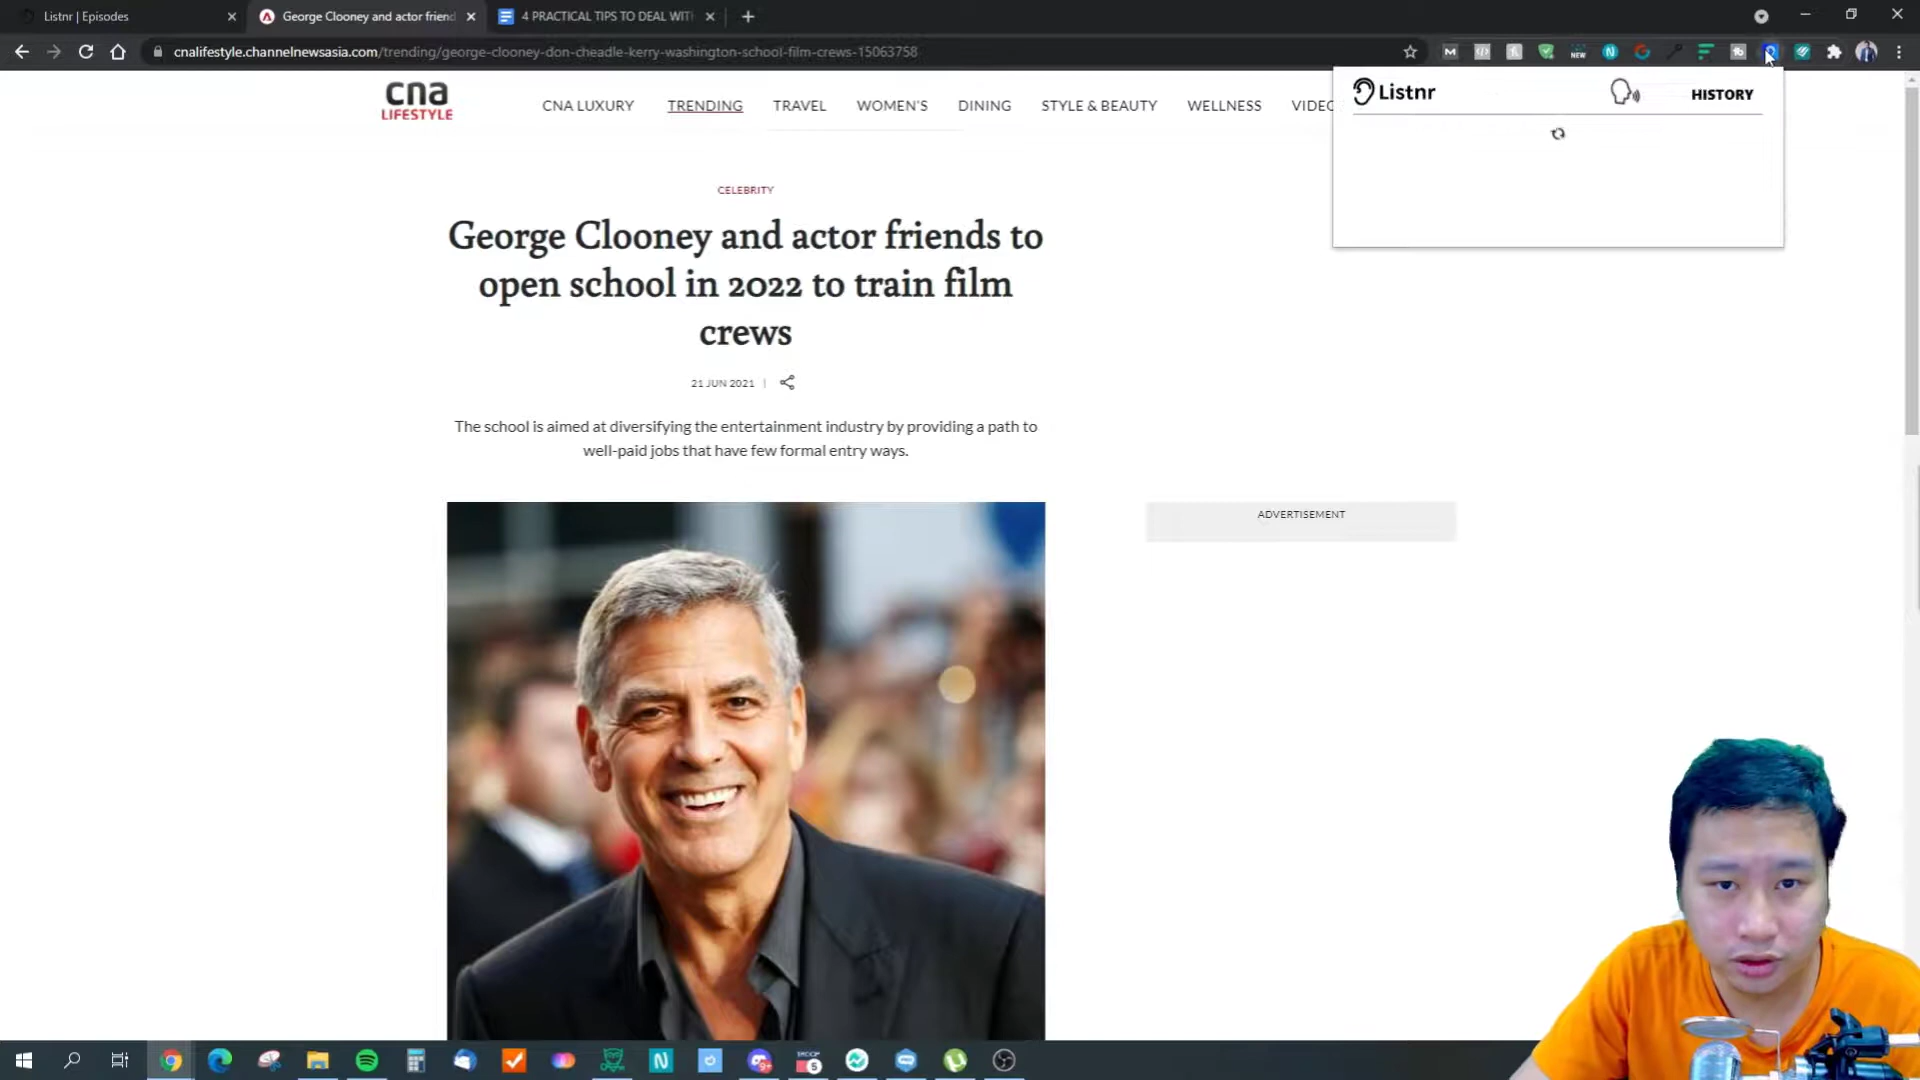 Listnr | Episodes
George Clooney and actor friend
4 PRACTICAL TIPS TO DEAL WIT
cnalifestyle.channelnewsasia.com/trending/george-clooney-don-cheadle-kerry-washington-school-film-crews-15063758
NEW
Listnr
HISTORY
cna
LIFESTYLE
CNA LUXURY
TRENDING
TRAVEL
WOMEN'S
DINING
STYLE & BEAUTY
WELLNESS
VIDEO
CELEBRITY
George Clooney and actor friends to
open school in 2022 to train film
crews
21 JUN 2021 |
The school is aimed at diversifying the entertainment industry by providing a path to
well-paid jobs that have few formal entry ways.
ADVERTISEMENT